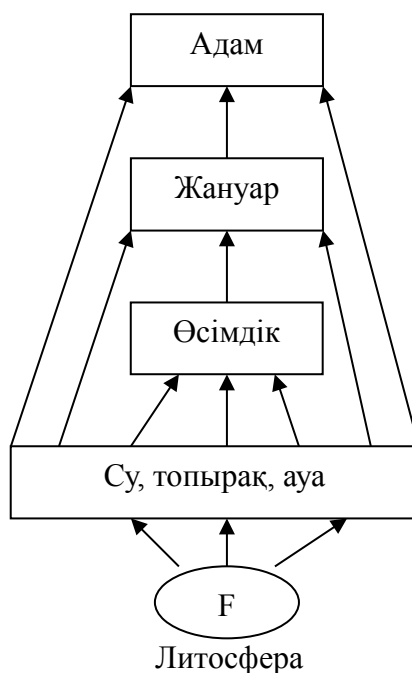 Адам
Жануар
Өсімдік
Су, топырақ, ауа
F
Литосфера